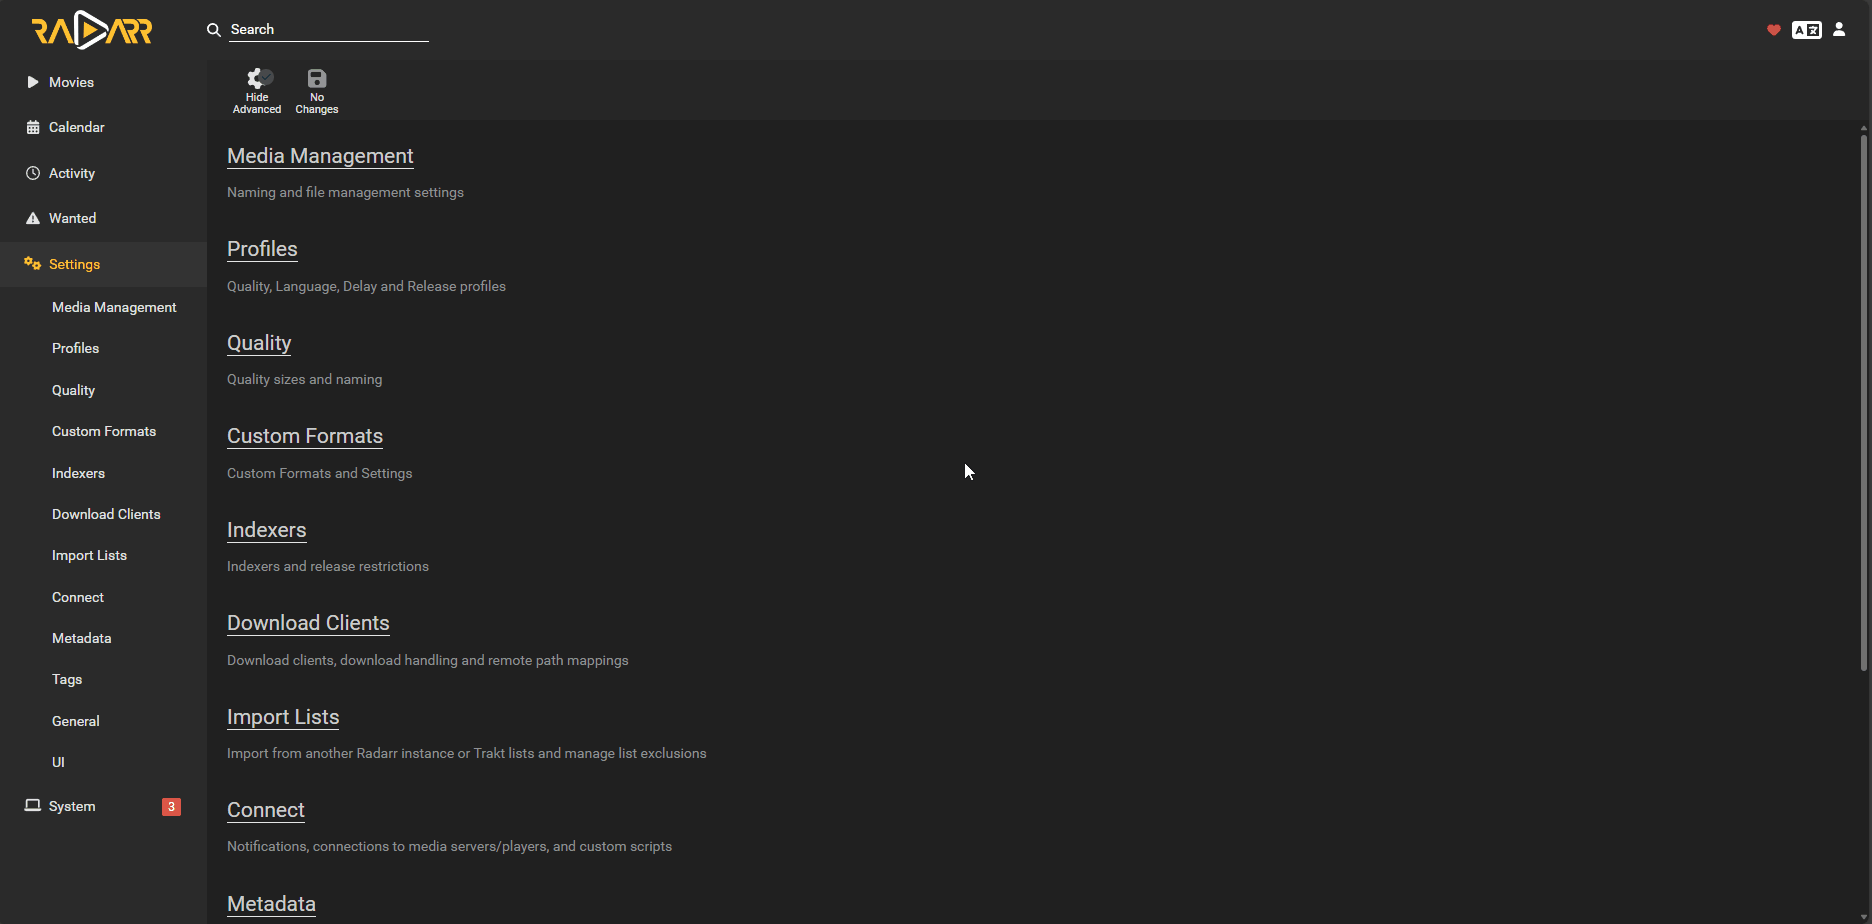 RADARR
Search
Movies
Calendar
Activity
Wanted
Settings
Media Management
Profiles
Quality
Custom Formats
Indexers
Download Clients
Import Lists
Connect
Metadata
Tags
General
UI
System 3
Hide
Advanced
No
Changes
Media Management
Naming and file management settings
Profiles
Quality, Language, Delay and Release profiles
Quality
Quality sizes and naming
Custom Formats
Custom Formats and Settings
Indexers
Indexers and release restrictions
Download Clients
Download clients, download handling and remote path mappings
Import Lists
Import from another Radarr instance or Trakt lists and manage list exclusions
Connect
Notifications, connections to media servers/players, and custom scripts
Metadata